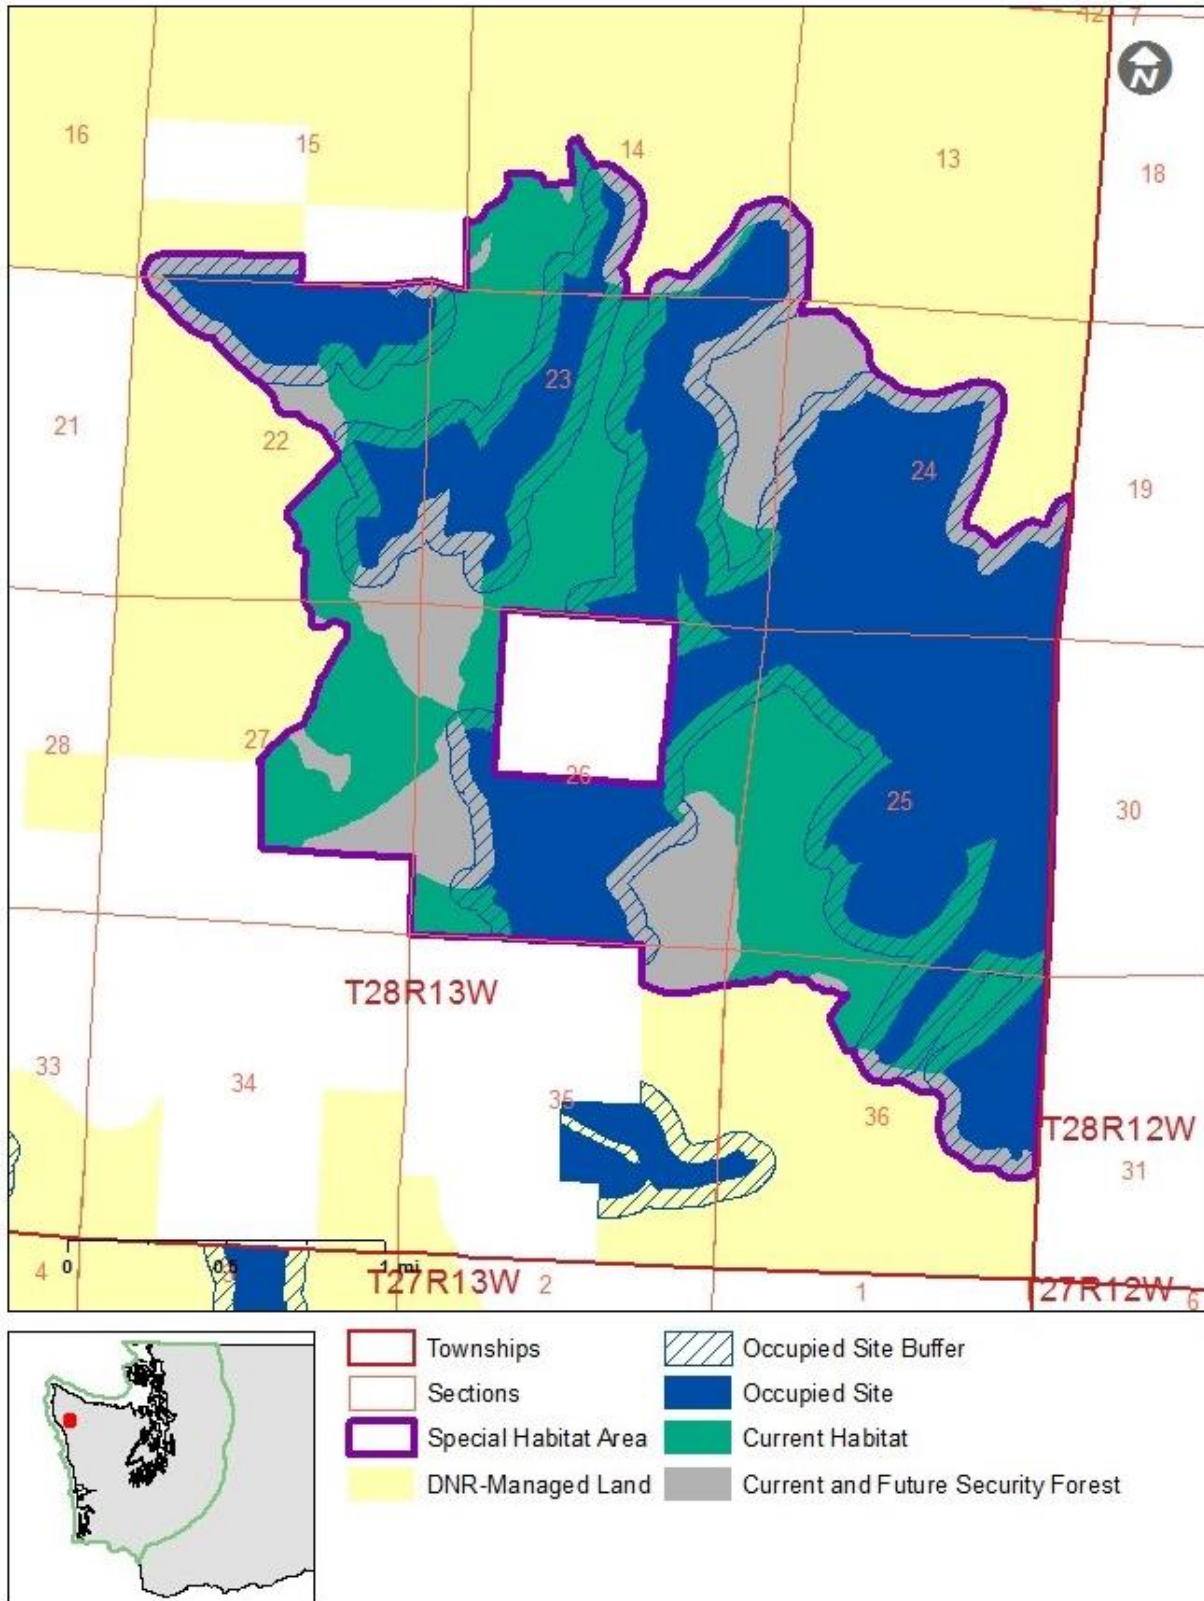 12 7
N
16 15 14 13 18
21 22 23 24 19
28 27 26 25 30
T28R13W
33 34 35 36
T28R12W
31
0 0.5 1 mi
4 T27R13W 2 1 27R12W 6
Townships
Sections
Special Habitat Area
DNR-Managed Land
Occupied Site Buffer
Occupied Site
Current Habitat
Current and Future Security Forest